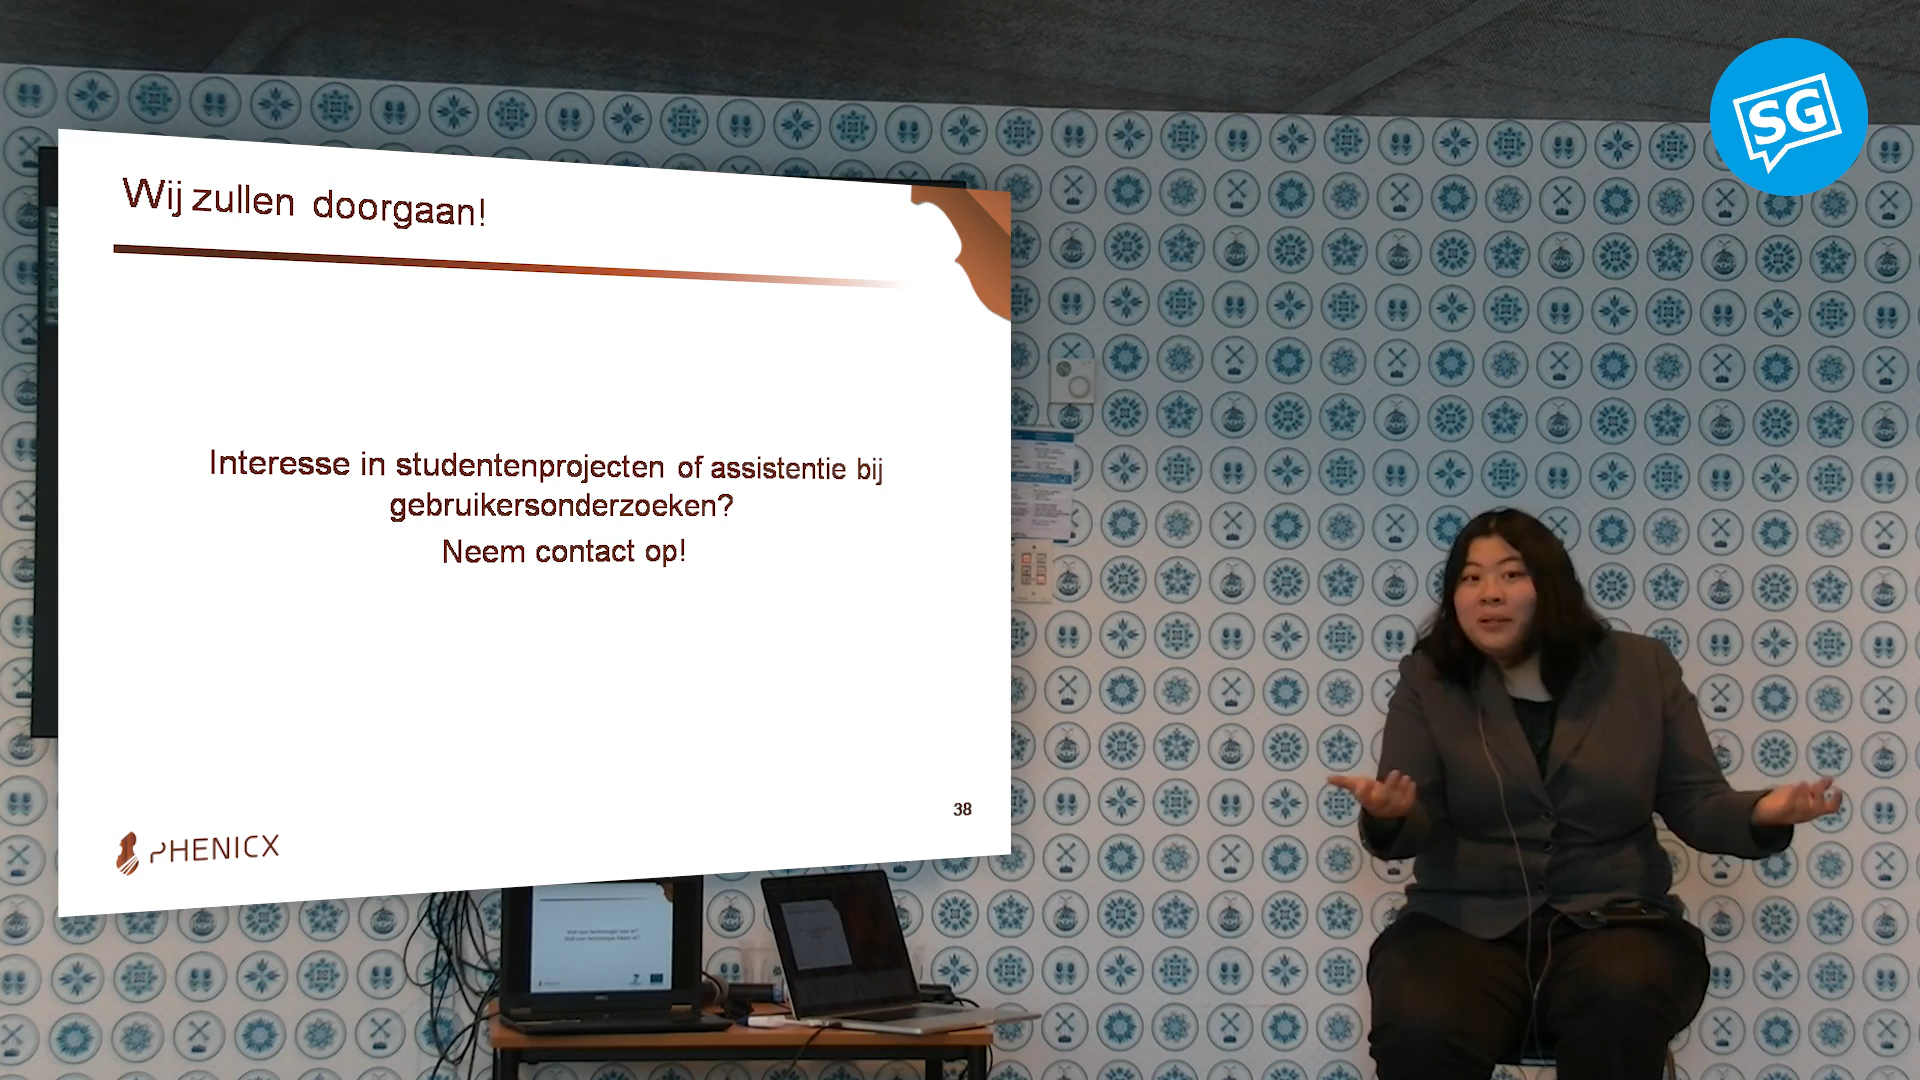 SG
Wij zullen doorgaan!
Interesse in studentenprojecten of assistentie bij
gebruikersonderzoeken?
Neem contact op!
38
PHENICX